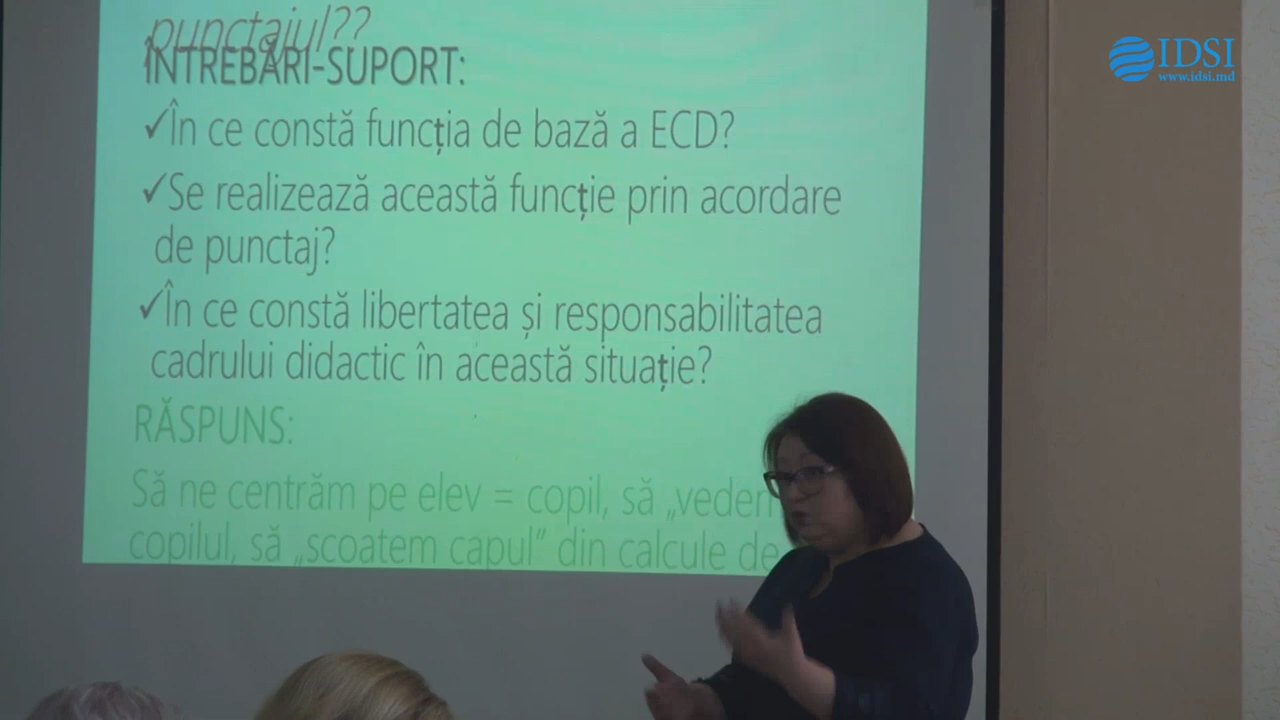 punctajul??
ÎNTREBĂRI-SUPORT:
✓În ce constă funcția de bază a ECD?
✓Se realizează această funcție prin acordare
de punctaj?
✓În ce constă libertatea și responsabilitatea
cadrului didactic în această situație?
RĂSPUNS:
Să ne centrăm pe elev = copil, să
copilul, să „scoatem capul” din calcule de
IDSI
www.idsi.md